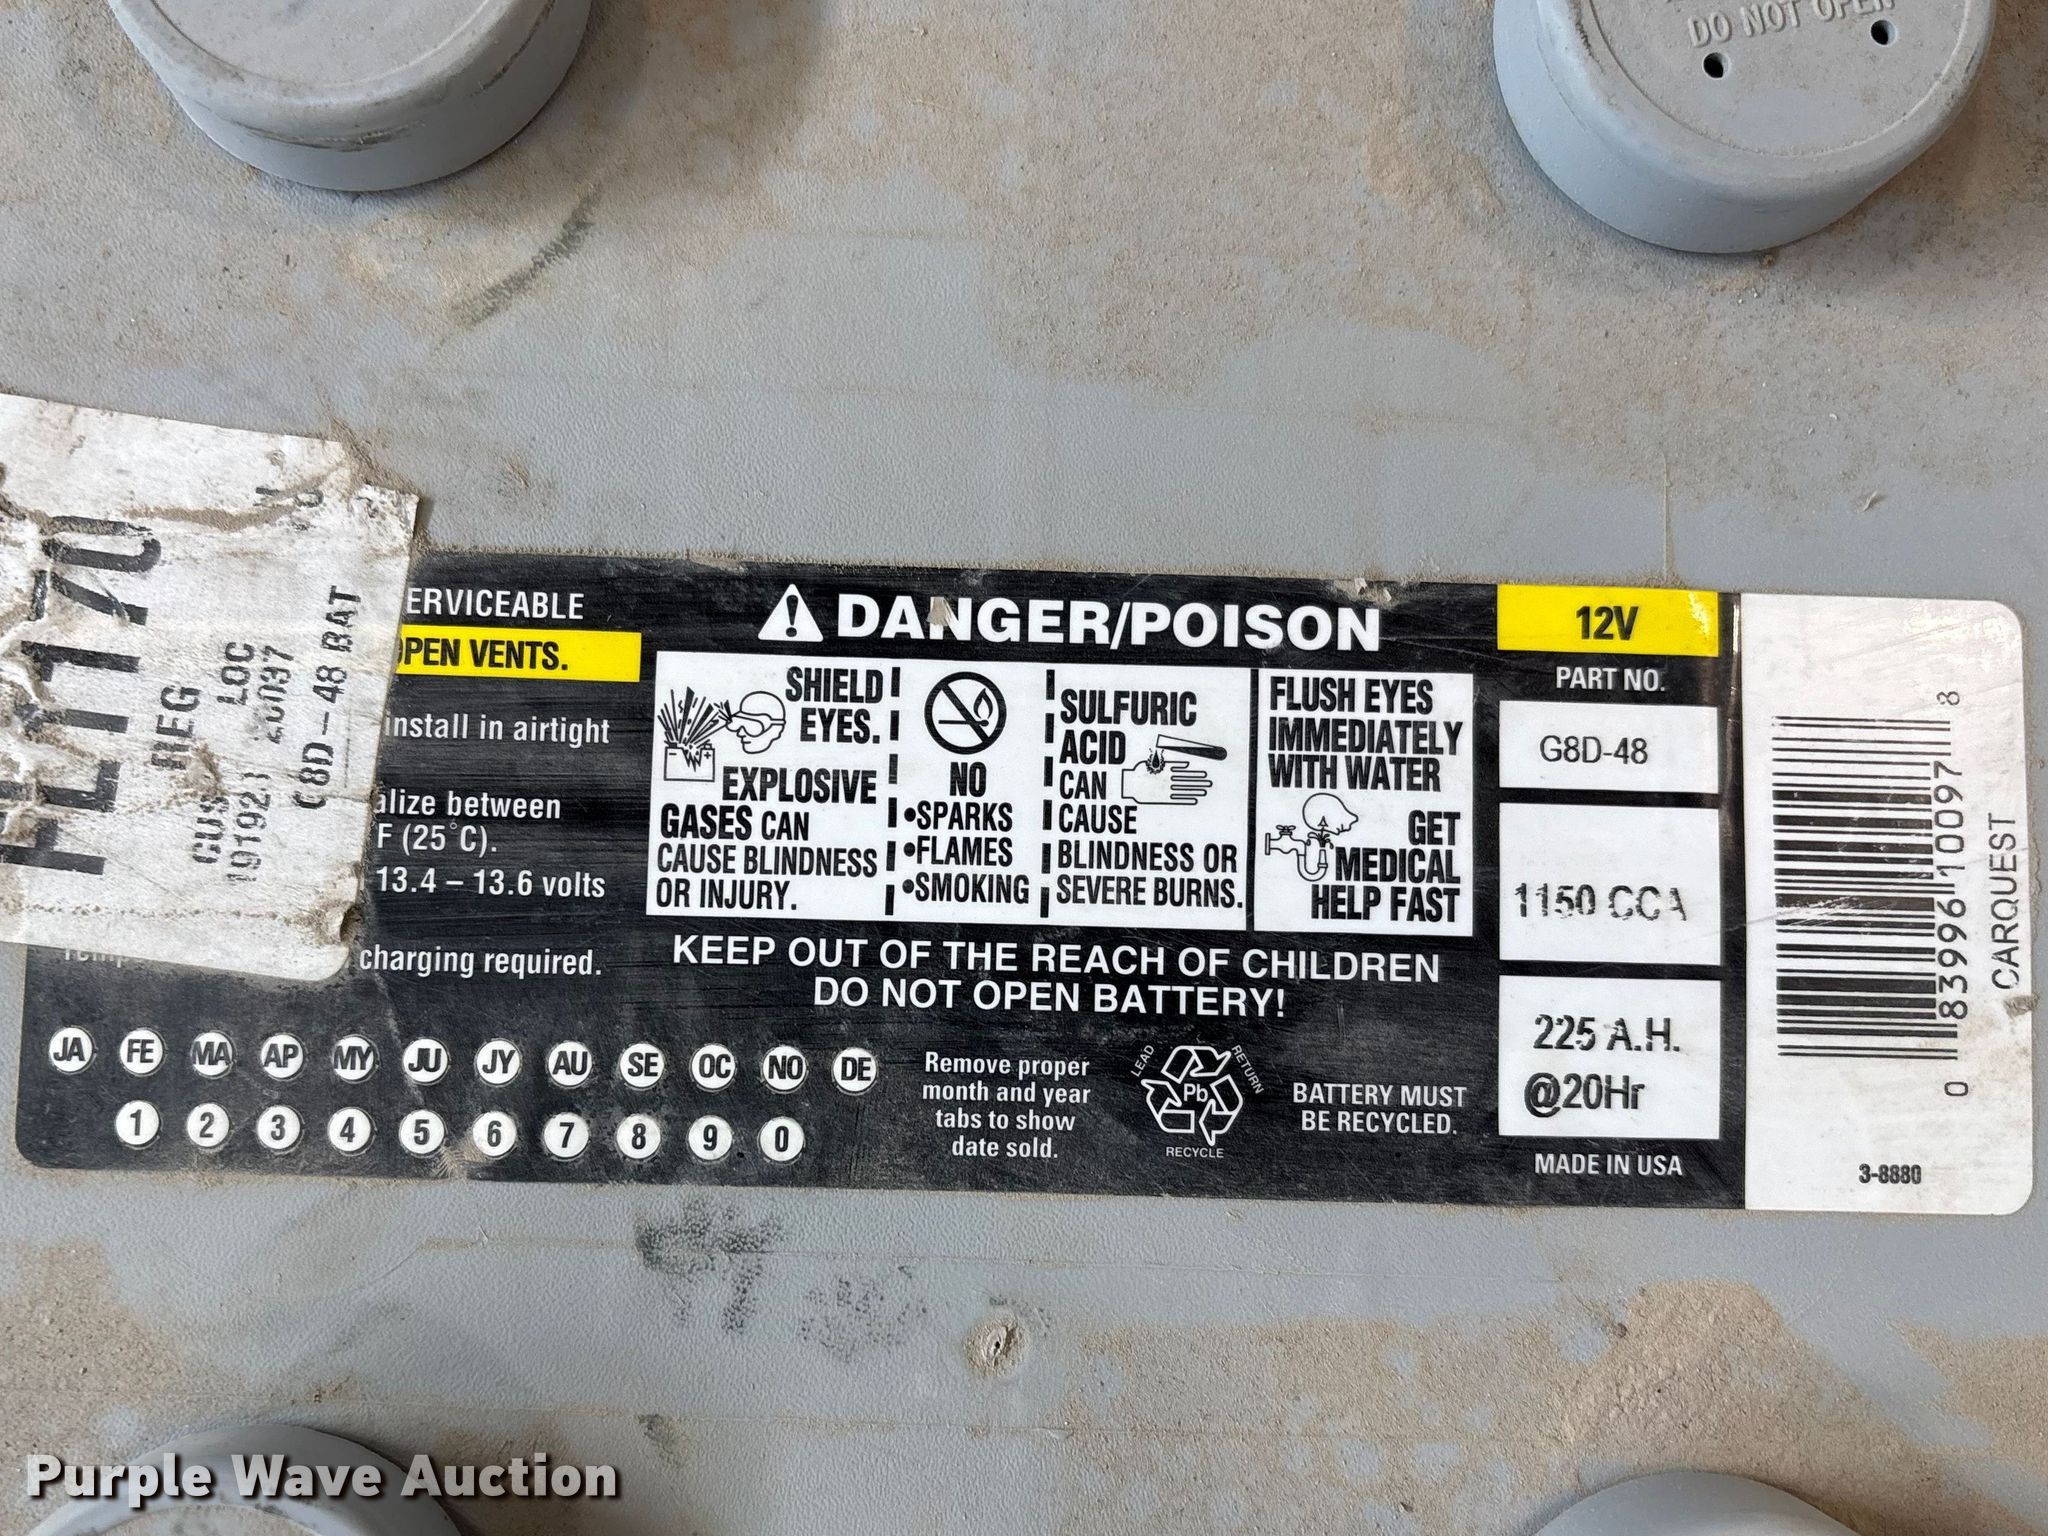 DO NOT OPEN
BAT
LOC
G8D-48 BAT
ERVICEABLE
OPEN VENTS.
install in airtight
alize between
F (25°C).
13.4 – 13.6 volts
charging required.
DANGER/POISON
SHIELD
EYES.
EXPLOSIVE
GASES CAN
CAUSE BLINDNESS
OR INJURY.
NO
•SPARKS
•FLAMES
•SMOKING
SULFURIC
ACID
CAN
CAUSE
BLINDNESS OR
SEVERE BURNS.
FLUSH EYES
IMMEDIATELY
WITH WATER
GET
MEDICAL
HELP FAST
KEEP OUT OF THE REACH OF CHILDREN
DO NOT OPEN BATTERY!
JA FE MA AP MY JU JY AU SE OC NO DE
1 2 3 4 5 6 7 8 9 0
Remove proper
month and year
tabs to show
date sold.
LEAD RETURN
Pb
RECYCLE
BATTERY MUST
BE RECYCLED.
12V
PART NO.
G8D-48
1150 CCA
225 A.H.
@20Hr
MADE IN USA
0 83996 10097 8
CARQUEST
3-8880
Purple Wave Auction